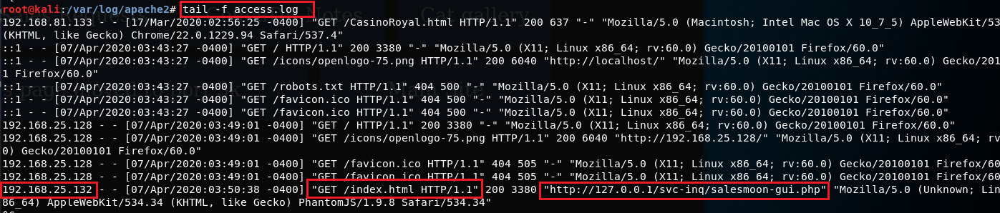 root@kali:/var/log/apache2# tail -f access.log
192.168.81.133 - - [17/Mar/2020:02:56:25 -0400] "GET /CasinoRoyal.html HTTP/1.1" 200 637 "-" "Mozilla/5.0 (Macintosh; Intel Mac OS X 10_7_5) AppleWebKit/53
(KHTML, like Gecko) Chrome/22.0.1229.94 Safari/537.4"
::1 - - [07/Apr/2020:03:43:27 -0400] "GET / HTTP/1.1" 200 3380 "-" "Mozilla/5.0 (X11; Linux x86_64; rv:60.0) Gecko/20100101 Firefox/60.0"
::1 - - [07/Apr/2020:03:43:27 -0400] "GET /icons/openlogo-75.png HTTP/1.1" 200 6040 "http://localhost/" "Mozilla/5.0 (X11; Linux x86_64; rv:60.0) Gecko/2010
1 Firefox/60.0"
::1 - - [07/Apr/2020:03:43:27 -0400] "GET /robots.txt HTTP/1.1" 404 500 "-" "Mozilla/5.0 (X11; Linux x86_64; rv:60.0) Gecko/20100101 Firefox/60.0"
::1 - - [07/Apr/2020:03:43:27 -0400] "GET /favicon.ico HTTP/1.1" 404 500 "-" "Mozilla/5.0 (X11; Linux x86_64; rv:60.0) Gecko/20100101 Firefox/60.0"
::1 - - [07/Apr/2020:03:43:27 -0400] "GET /favicon.ico HTTP/1.1" 404 500 "-" "Mozilla/5.0 (X11; Linux x86_64; rv:60.0) Gecko/20100101 Firefox/60.0"
192.168.25.128 - - [07/Apr/2020:03:49:01 -0400] "GET / HTTP/1.1" 200 3380 "-" "Mozilla/5.0 (X11; Linux x86_64; rv:60.0) Gecko/20100101 Firefox/60.0"
192.168.25.128 - - [07/Apr/2020:03:49:01 -0400] "GET /icons/openlogo-75.png HTTP/1.1" 200 6040 "http://192.168.25.128/" "Mozilla/5.0 (X11; Linux x86_64; rv:
0) Gecko/20100101 Firefox/60.0"
192.168.25.128 - - [07/Apr/2020:03:49:01 -0400] "GET /favicon.ico HTTP/1.1" 404 505 "-" "Mozilla/5.0 (X11; Linux x86_64; rv:60.0) Gecko/20100101 Firefox/60.0"
192.168.25.128 - - [07/Apr/2020:03:49:01 -0400] "GET /favicon.ico HTTP/1.1" 404 505 "-" "Mozilla/5.0 (X11; Linux x86_64; rv:60.0) Gecko/20100101 Firefox/60.0"
192.168.25.132 - - [07/Apr/2020:03:50:38 -0400] "GET /index.html HTTP/1.1" 200 3380 "http://127.0.0.1/svc-inq/salesmoon-gui.php" "Mozilla/5.0 (Unknown; Lin
86_64) AppleWebKit/534.34 (KHTML, like Gecko) PhantomJS/1.9.8 Safari/534.34"
^C
Notes
Cat gallery
Main site